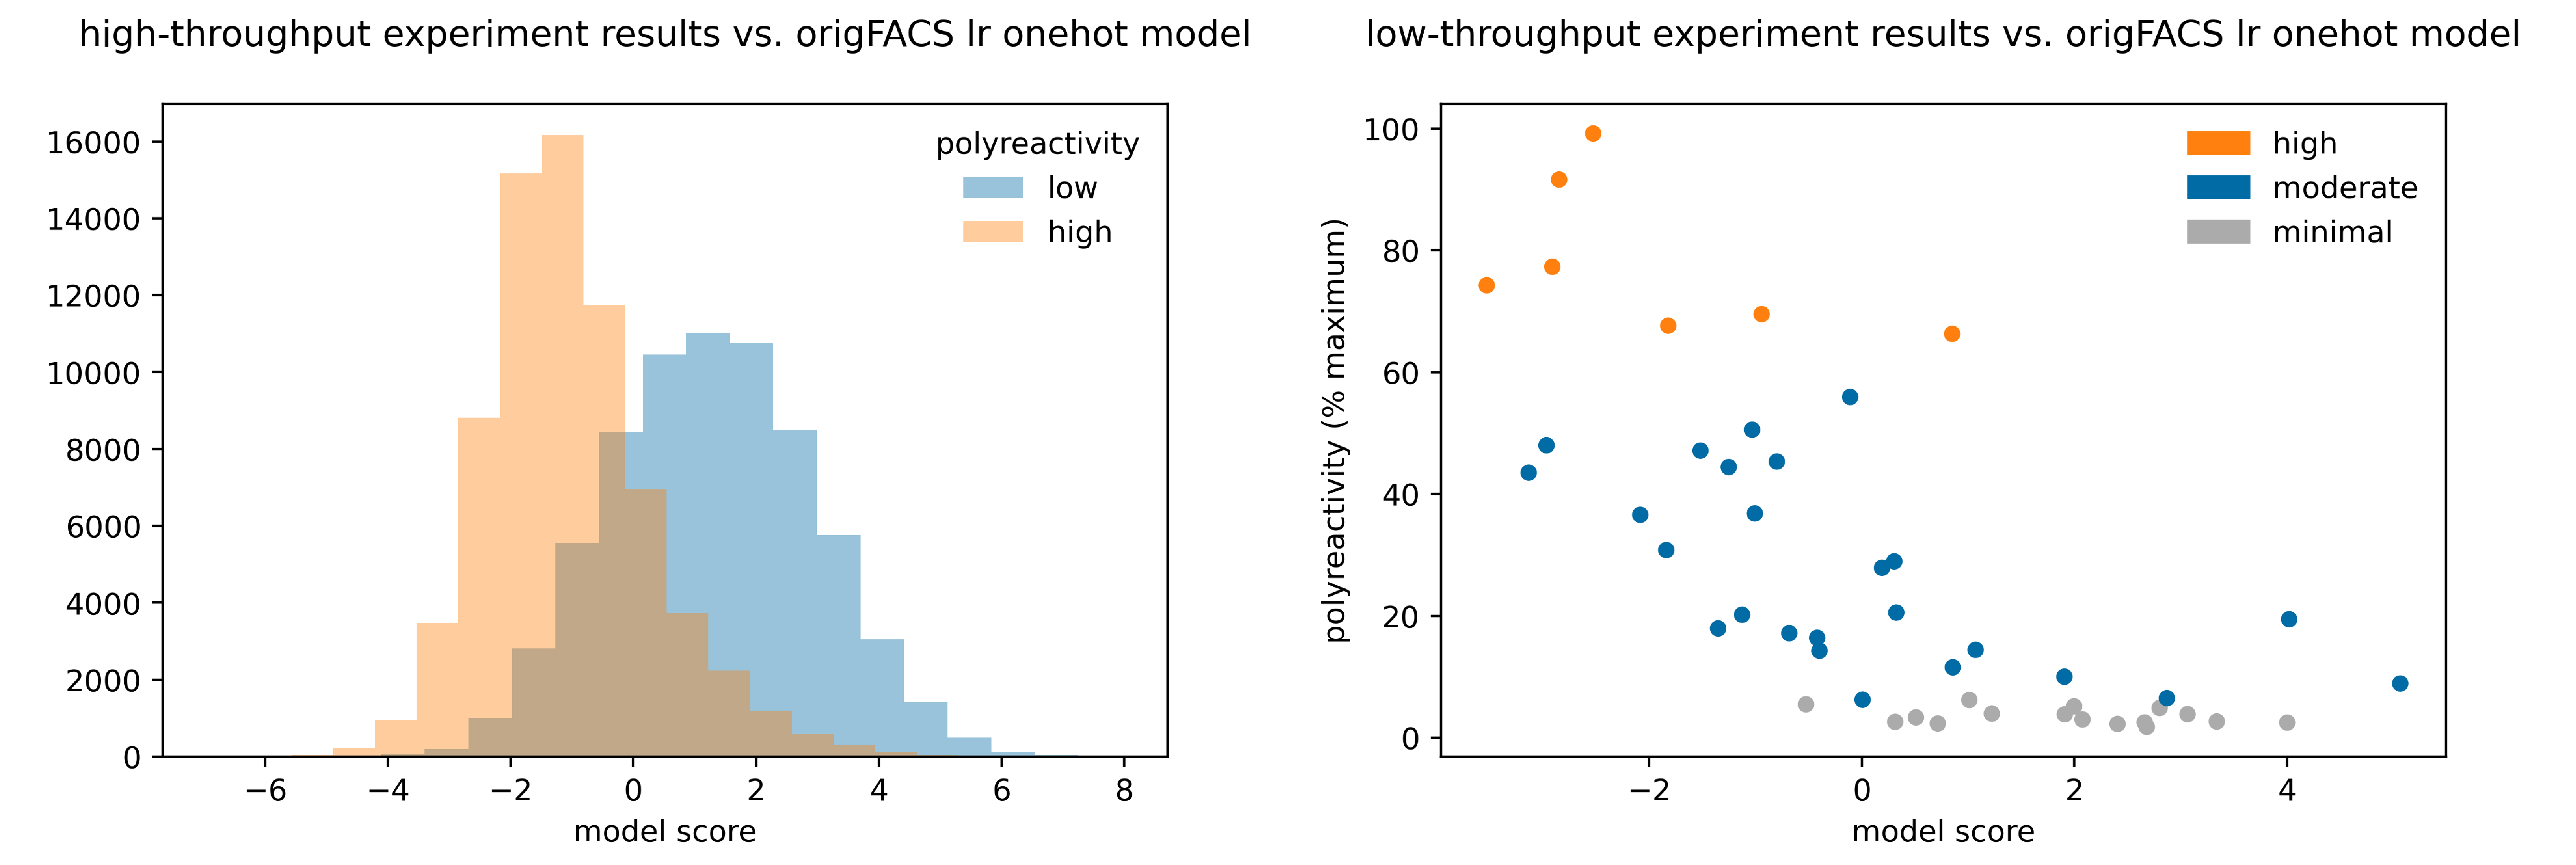 high-throughput experiment results vs. origFACS lr onehot model
16000
14000
12000
10000
8000
6000
4000
2000
0
polyreactivity
low
high
−6 −4 −2 0 2 4 6 8
model score
low-throughput experiment results vs. origFACS lr onehot model
polyreactivity (% maximum)
100
80
60
40
20
0
high
moderate
minimal
−2 0 2 4
model score